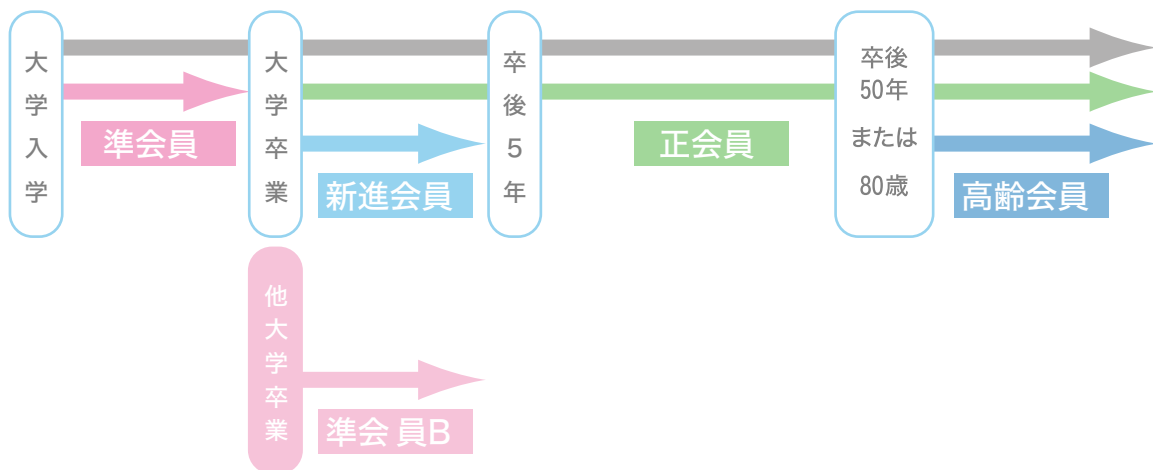 大学入学
準会員
大学卒業
新進会員
卒後5年
正会員
卒後
50年
または
80歳
高齢会員
他大学卒業
準会 員B